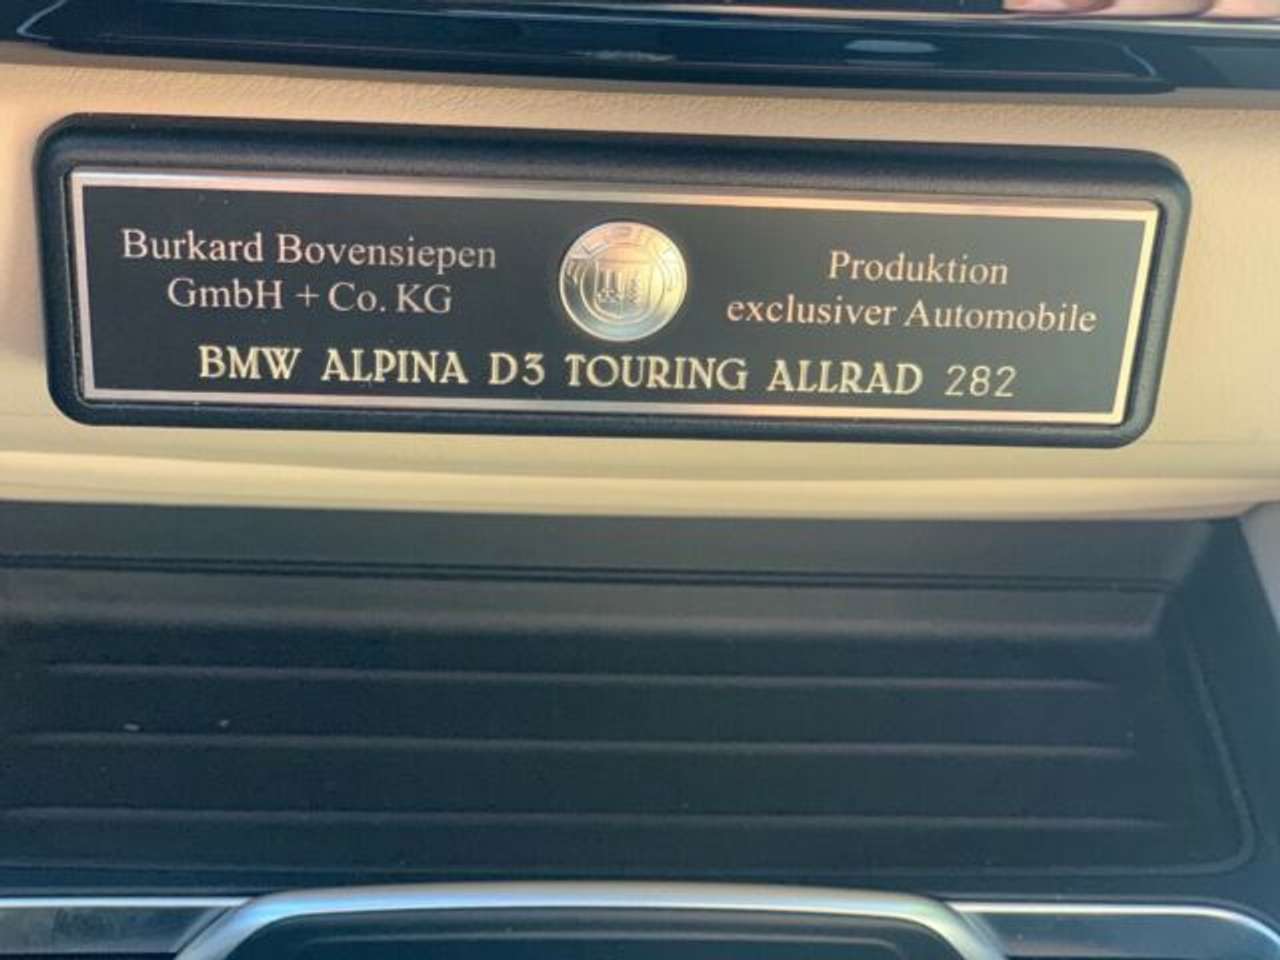 Burkard Bovensiepen
GmbH + Co. KG
Produktion
exclusiver Automobile
BMW ALPINA D3 TOURING ALLRAD 282